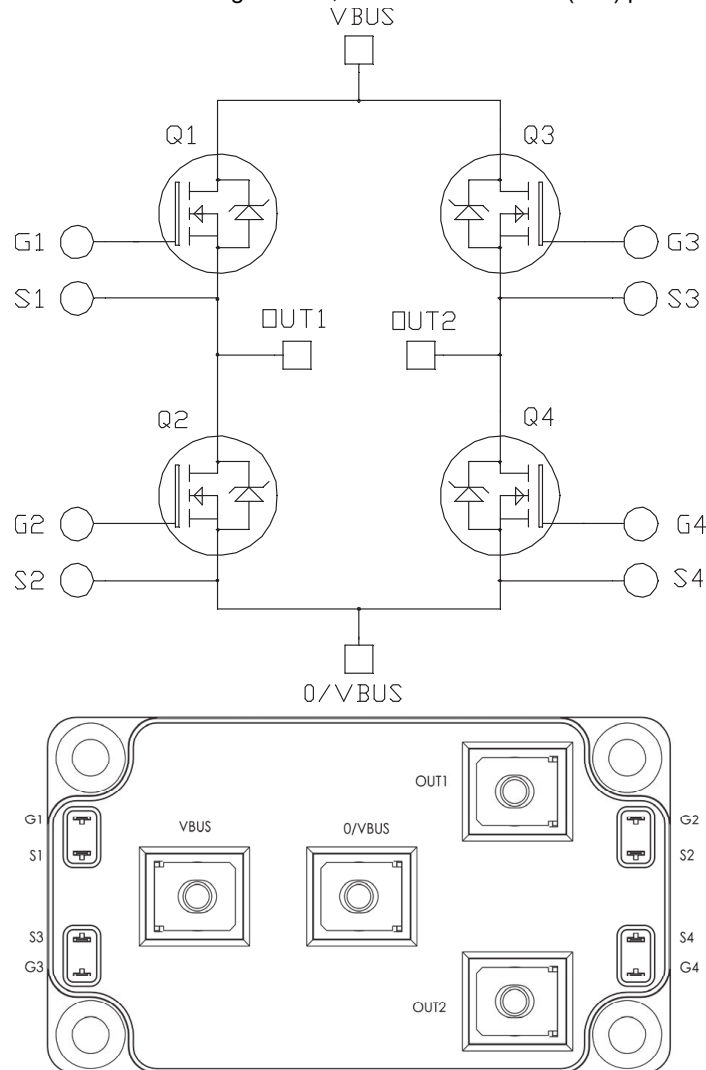 VBUS
Q1 Q3
G1 G3
S1 S3
OUT1 OUT2
Q2 Q4
G2 G4
S2 S4
0/VBUS
OUT1
G1 G2
VBUS 0/VBUS
S1 S2
S3 S4
G3 G4
OUT2